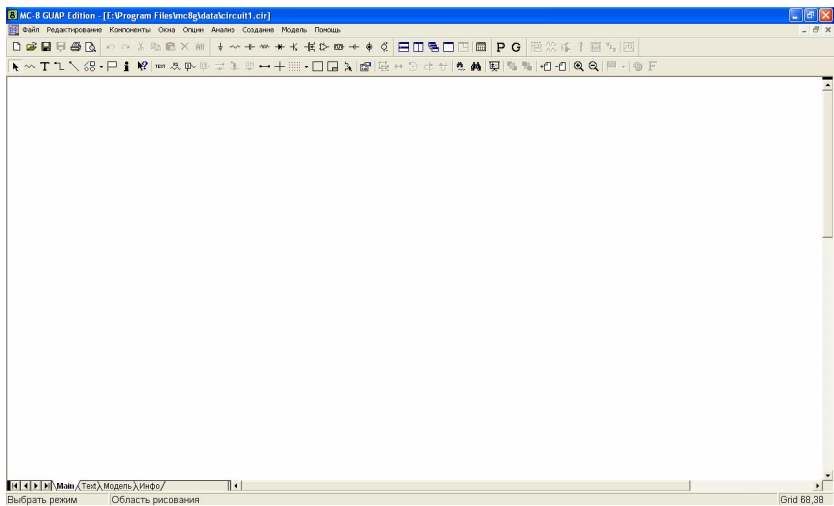 MC-8 GUAP Edition - [E:\Program Files\mc8g\data\circuit1.cir]
Файл Редактирование Компоненты Окна Опции Анализ Создание Модель Помощь
Main Text Модель Инфо
Выбрать режим Область рисования Grid 68,38